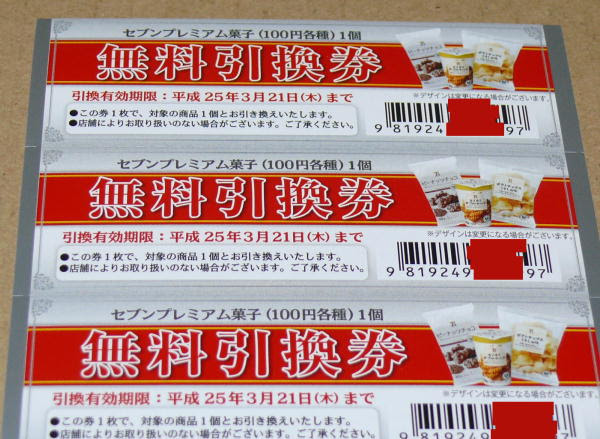 セブンプレミアム菓子(100円各種)1個
無料引換券
引換有効期限：平成25年3月21日(木)まで
※デザインは変更になる場合がございます。
●この券1枚で、対象の商品1個とお引き換えいたします。
●店舗によりお取り扱いのない場合がございます。ご了承ください。
9 81924 97
セブンプレミアム菓子(100円各種)1個
無料引換券
引換有効期限：平成25年3月21日(木)まで
※デザインは変更になる場合がございます。
●この券1枚で、対象の商品1個とお引き換えいたします。
●店舗によりお取り扱いのない場合がございます。ご了承ください。
9 819249 97
セブンプレミアム菓子(100円各種)1個
無料引換券
引換有効期限：平成25年3月21日(木)まで
※デザインは変更になる場合がございます。
●この券1枚で、対象の商品1個とお引き換えいたします。
●店舗によりお取り扱いのない場合がございます。ご了承ください。